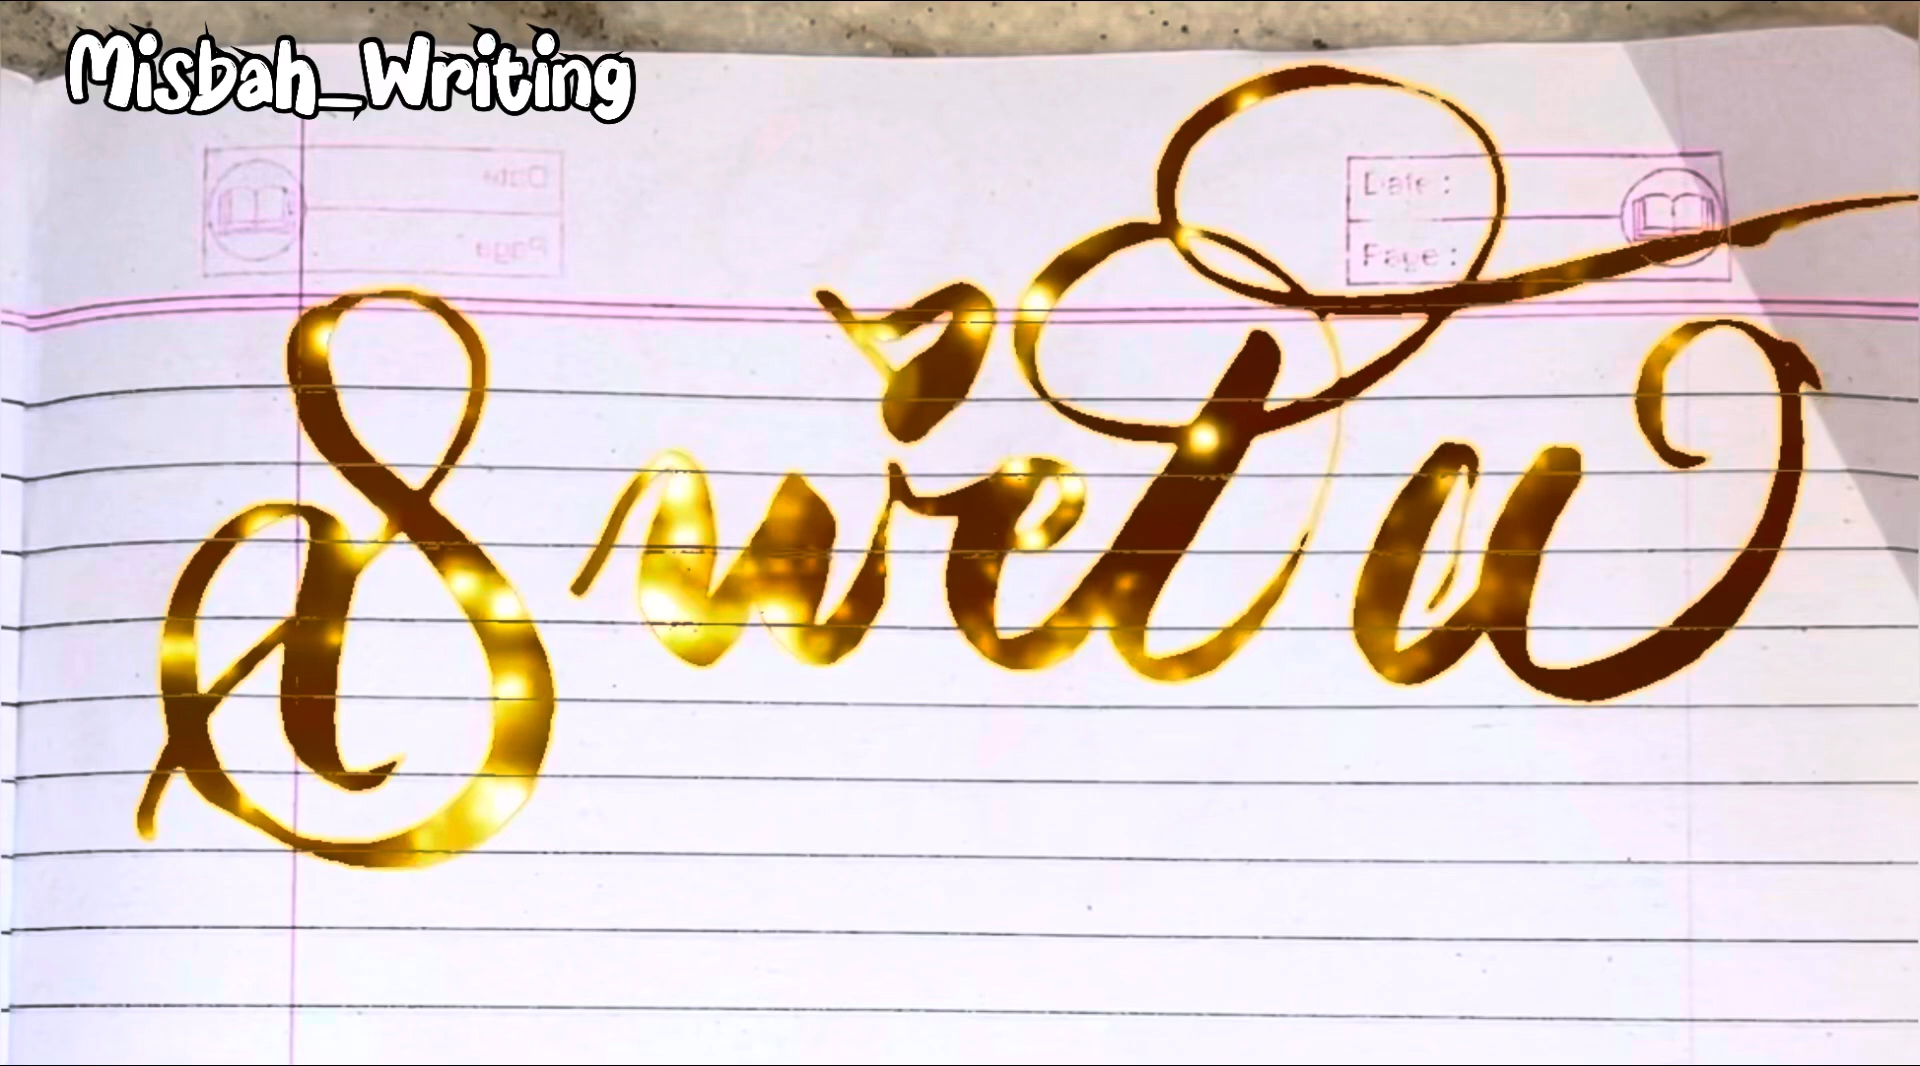 Misbah_Writing
Date
Date :
Page
Page :
Sweta